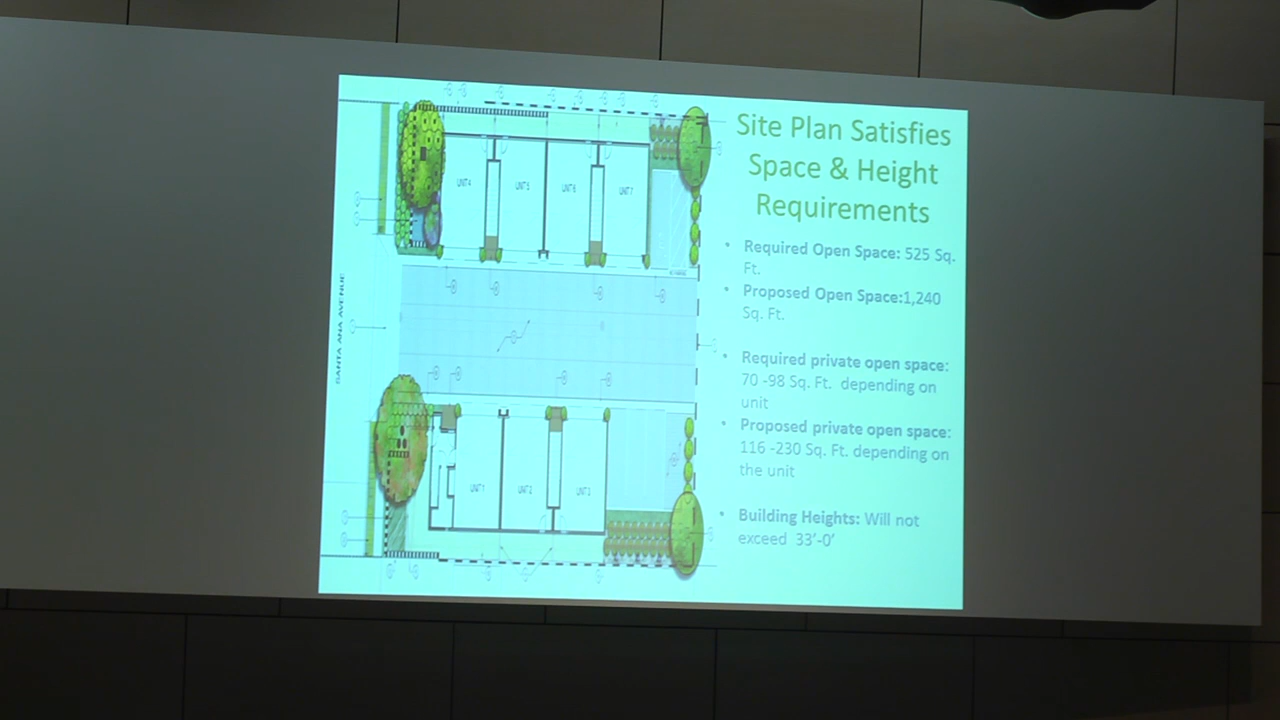 Site Plan Satisfies
Space & Height
Requirements
• Required Open Space: 525 Sq.
Ft.
• Proposed Open Space:1,240
Sq. Ft.
• Required private open space:
70 -98 Sq. Ft. depending on
unit
• Proposed private open space:
116 -230 Sq. Ft. depending on
the unit
• Building Heights: Will not
exceed 33'-0'
SANTA ANA AVENUE
UNIT 4
UNIT 5
UNIT 6
UNIT 7
UNIT 1
UNIT 2
UNIT 3